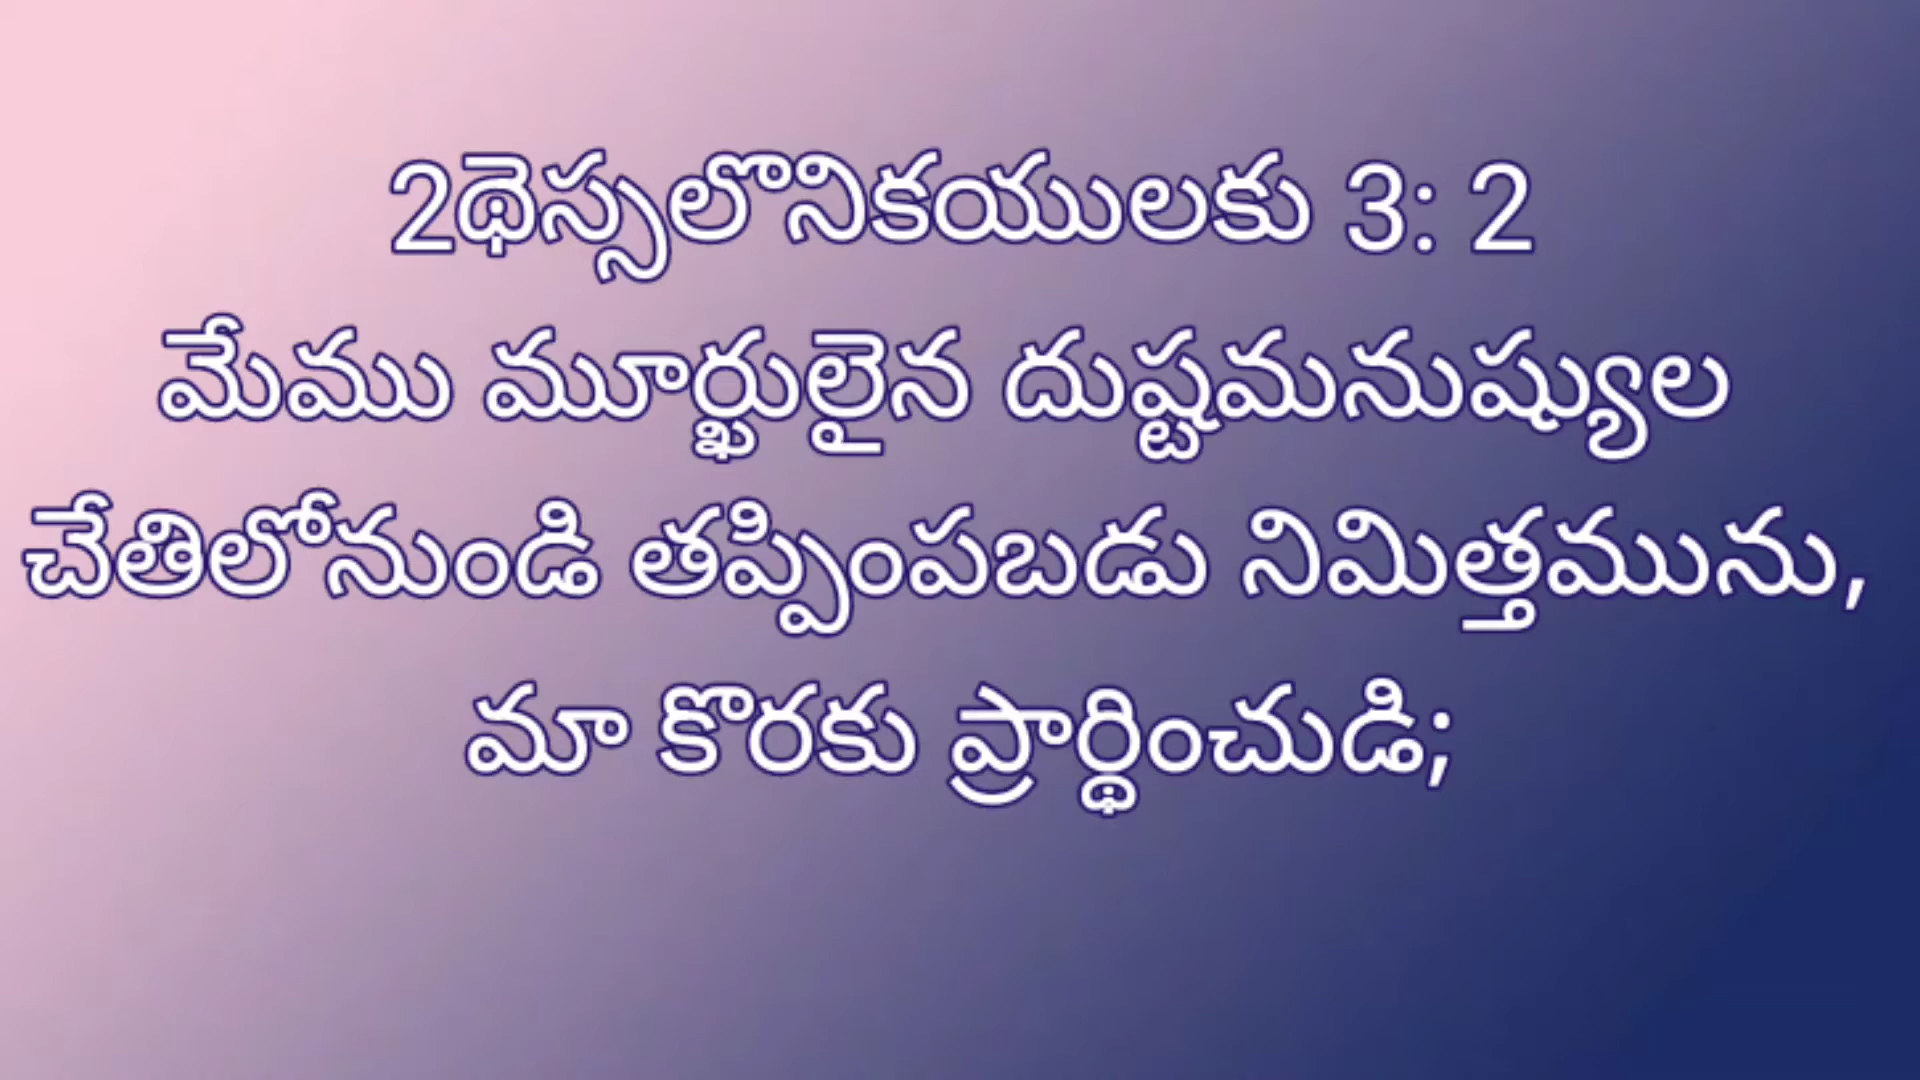 2థెస్సలొనికయులకు 3: 2
మేము మూర్ఖులైన దుష్టమనుష్యుల
చేతిలోనుండి తప్పింపబడు నిమిత్తమును,
మా కొరకు ప్రార్థించుడి;